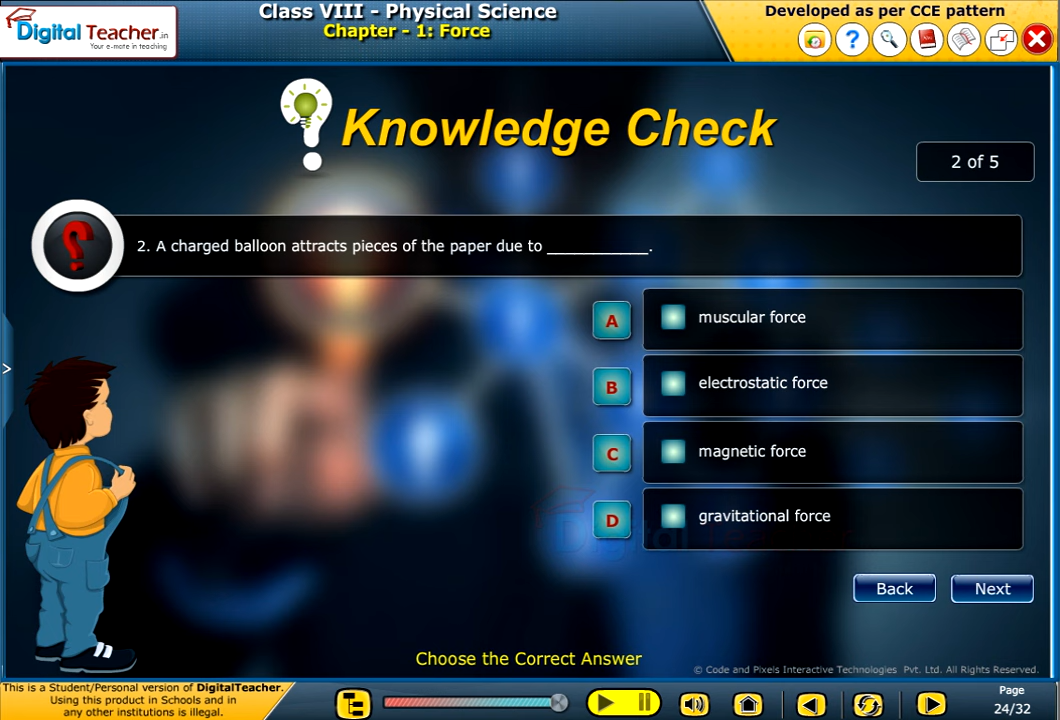 Digital Teacher.in
Your e-mate in teaching
Class VIII - Physical Science
Chapter - 1: Force
Developed as per CCE pattern
?
Knowledge Check
2 of 5
?
2. A charged balloon attracts pieces of the paper due to ____________.
A
muscular force
B
electrostatic force
C
magnetic force
D
gravitational force
>
Back
Next
Choose the Correct Answer
© Code and Pixels Interactive Technologies Pvt. Ltd. All Rights Reserved.
This is a Student/Personal version of DigitalTeacher.
Using this product in Schools and in
any other institutions is illegal.
Page
24/32